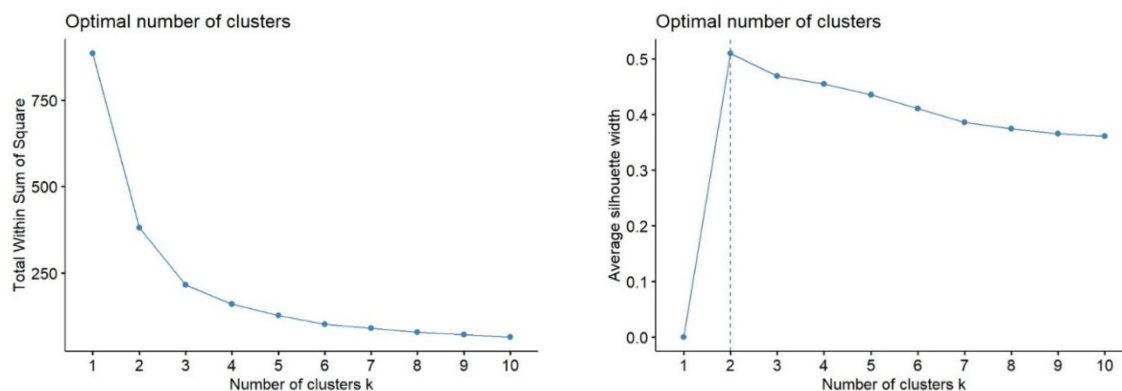 Optimal number of clusters
Total Within Sum of Square
750
500
250
1 2 3 4 5 6 7 8 9 10
Number of clusters k
Optimal number of clusters
Average silhouette width
0.5
0.4
0.3
0.2
0.1
0.0
1 2 3 4 5 6 7 8 9 10
Number of clusters k